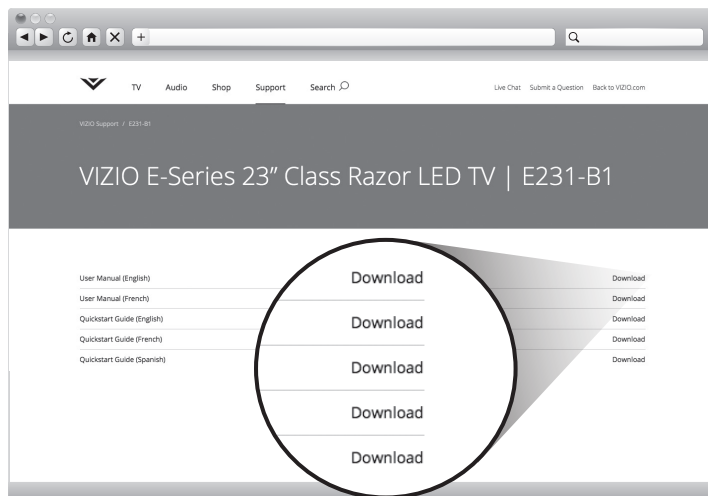 TV Audio Shop Support Search Live Chat Submit a Question Back to VIZIO.com
VIZIO Support / E231-B1
VIZIO E-Series 23” Class Razor LED TV | E231-B1
User Manual (English) Download
User Manual (French) Download
Quickstart Guide (English) Download
Quickstart Guide (French) Download
Quickstart Guide (Spanish) Download
Download
Download
Download
Download
Download